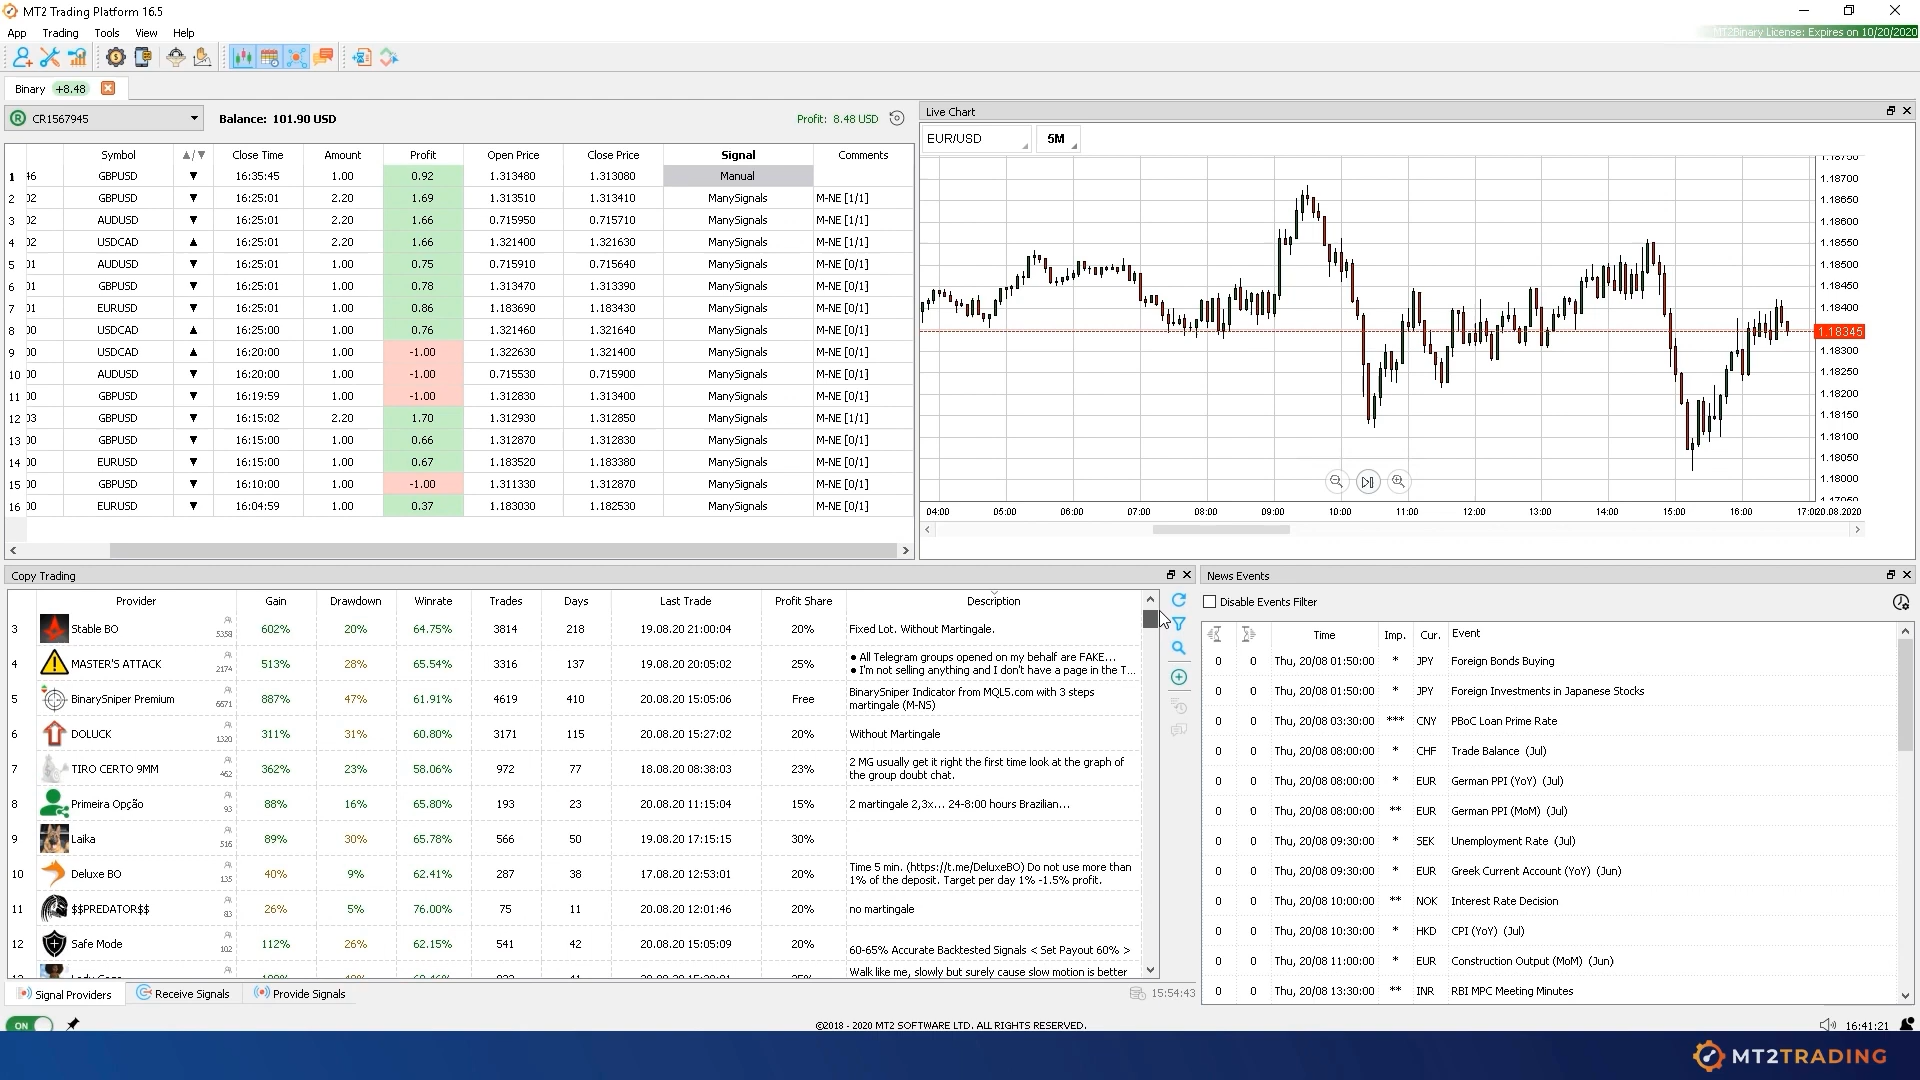 MT2 Trading Platform 16.5
App Trading Tools View Help
MT2Binary License: Expires on 10/20/2020
Binary +8.48
CR1567945 Balance: 101.90 USD Profit: 8.48 USD
Symbol ▲/▼ Close Time Amount Profit Open Price Close Price Signal Comments
1 46 GBPUSD ▼ 16:35:45 1.00 0.92 1.313480 1.313080 Manual
2 02 GBPUSD ▼ 16:25:01 2.20 1.69 1.313510 1.313410 ManySignals M-NE [1/1]
3 02 AUDUSD ▼ 16:25:01 2.20 1.66 0.715950 0.715710 ManySignals M-NE [1/1]
4 02 USDCAD ▲ 16:25:01 2.20 1.66 1.321400 1.321630 ManySignals M-NE [1/1]
5 01 AUDUSD ▼ 16:25:01 1.00 0.75 0.715910 0.715640 ManySignals M-NE [0/1]
6 01 GBPUSD ▼ 16:25:01 1.00 0.78 1.313470 1.313390 ManySignals M-NE [0/1]
7 01 EURUSD ▼ 16:25:01 1.00 0.86 1.183690 1.183430 ManySignals M-NE [0/1]
8 00 USDCAD ▲ 16:25:00 1.00 0.76 1.321460 1.321640 ManySignals M-NE [0/1]
9 00 USDCAD ▲ 16:20:00 1.00 -1.00 1.322630 1.321400 ManySignals M-NE [0/1]
10 00 AUDUSD ▼ 16:20:00 1.00 -1.00 0.715530 0.715900 ManySignals M-NE [0/1]
11 00 GBPUSD ▼ 16:19:59 1.00 -1.00 1.312830 1.313400 ManySignals M-NE [0/1]
12 03 GBPUSD ▼ 16:15:02 2.20 1.70 1.312930 1.312850 ManySignals M-NE [1/1]
13 00 GBPUSD ▼ 16:15:00 1.00 0.66 1.312870 1.312830 ManySignals M-NE [0/1]
14 00 EURUSD ▼ 16:15:00 1.00 0.67 1.183520 1.183380 ManySignals M-NE [0/1]
15 00 GBPUSD ▼ 16:10:00 1.00 -1.00 1.311330 1.312870 ManySignals M-NE [0/1]
16 00 EURUSD ▼ 16:04:59 1.00 0.37 1.183030 1.182530 ManySignals M-NE [0/1]
Live Chart
EUR/USD 5M
1.18750
1.18700
1.18650
1.18600
1.18550
1.18500
1.18450
1.18400
1.18345
1.18300
1.18250
1.18200
1.18150
1.18100
1.18050
1.18000
04:00 05:00 06:00 07:00 08:00 09:00 10:00 11:00 12:00 13:00 14:00 15:00 16:00 17:00 20.08.2020
Copy Trading
Provider Gain Drawdown Winrate Trades Days Last Trade Profit Share Description
3 Stable BO 5358 602% 20% 64.75% 3814 218 19.08.20 21:00:04 20% Fixed Lot. Without Martingale.
4 MASTER'S ATTACK 2174 513% 28% 65.54% 3316 137 19.08.20 20:05:02 25% • All Telegram groups opened on my behalf are FAKE...
• I'm not selling anything and I don't have a page in the T...
5 BinarySniper Premium 6671 887% 47% 61.91% 4619 410 20.08.20 15:05:06 Free BinarySniper Indicator from MQL5.com with 3 steps
martingale (M-NS)
6 DOLUCK 1320 311% 31% 60.80% 3171 115 20.08.20 15:27:02 20% Without Martingale
7 TIRO CERTO 9MM 462 362% 23% 58.06% 972 77 18.08.20 08:38:03 23% 2 MG usually get it right the first time look at the graph of
the group doubt chat.
8 Primeira Opção 93 88% 16% 65.80% 193 23 20.08.20 11:15:04 15% 2 martingale 2,3x... 24-8:00 hours Brazilian...
9 Laika 516 89% 30% 65.78% 566 50 19.08.20 17:15:15 30%
10 Deluxe BO 135 40% 9% 62.41% 287 38 17.08.20 12:53:01 20% Time 5 min. (https://t.me/DeluxeBO) Do not use more than
1% of the deposit. Target per day 1% -1.5% profit.
11 $$PREDATOR$$ 83 26% 5% 76.00% 75 11 20.08.20 12:01:46 20% no martingale
12 Safe Mode 102 112% 26% 62.15% 541 42 20.08.20 15:05:09 20% 60-65% Accurate Backtested Signals < Set Payout 60% >
Walk like me, slowly but surely cause slow motion is better
Signal Providers Receive Signals Provide Signals 15:54:43
News Events
Disable Events Filter
Time Imp. Cur. Event
0 0 Thu, 20/08 01:50:00 * JPY Foreign Bonds Buying
0 0 Thu, 20/08 01:50:00 * JPY Foreign Investments in Japanese Stocks
0 0 Thu, 20/08 03:30:00 *** CNY PBoC Loan Prime Rate
0 0 Thu, 20/08 08:00:00 * CHF Trade Balance (Jul)
0 0 Thu, 20/08 08:00:00 * EUR German PPI (YoY) (Jul)
0 0 Thu, 20/08 08:00:00 ** EUR German PPI (MoM) (Jul)
0 0 Thu, 20/08 09:30:00 * SEK Unemployment Rate (Jul)
0 0 Thu, 20/08 09:30:00 * EUR Greek Current Account (YoY) (Jun)
0 0 Thu, 20/08 10:00:00 ** NOK Interest Rate Decision
0 0 Thu, 20/08 10:30:00 * HKD CPI (YoY) (Jul)
0 0 Thu, 20/08 11:00:00 * EUR Construction Output (MoM) (Jun)
0 0 Thu, 20/08 13:30:00 ** INR RBI MPC Meeting Minutes
ON ©2018 - 2020 MT2 SOFTWARE LTD. ALL RIGHTS RESERVED. 16:41:21
MT2TRADING